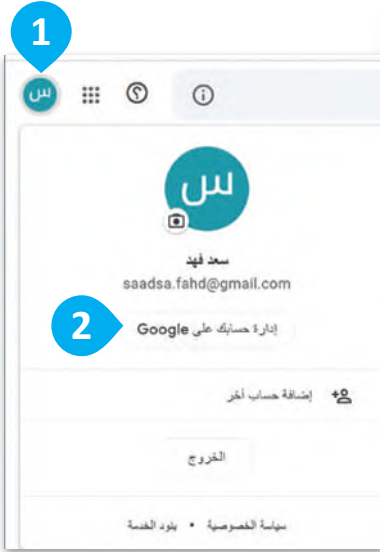 1
س
س
سعد فهد
saadsa.fahd@gmail.com
2
إدارة حسابك على Google
إضافة حساب آخر
الخروج
سياسة الخصوصية • بنود الخدمة